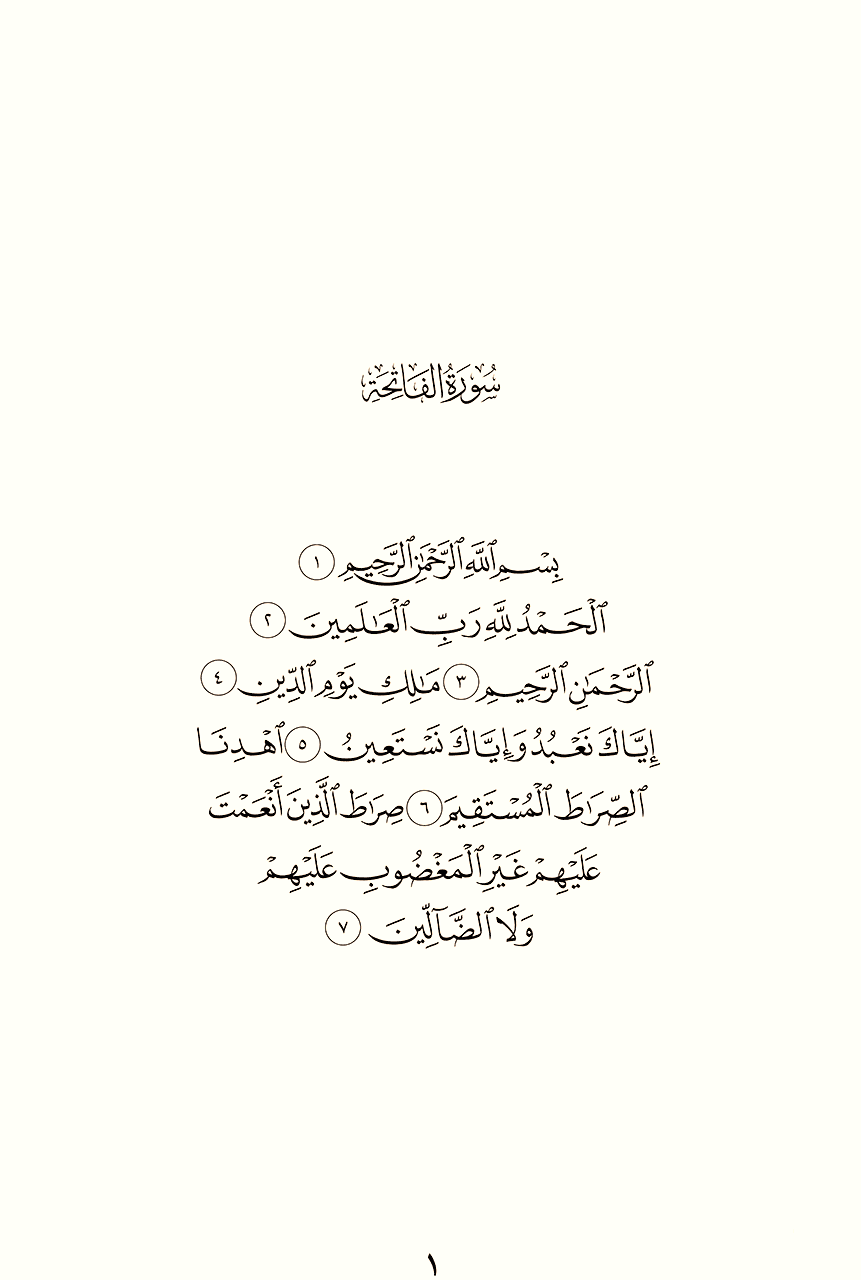 سُورَةُ الفَاتِحَةِ
بِسْمِ ٱللَّهِ ٱلرَّحْمَٰنِ ٱلرَّحِيمِ ١
ٱلْحَمْدُ لِلَّهِ رَبِّ ٱلْعَٰلَمِينَ ٢
ٱلرَّحْمَٰنِ ٱلرَّحِيمِ ٣ مَٰلِكِ يَوْمِ ٱلدِّينِ ٤
إِيَّاكَ نَعْبُدُ وَإِيَّاكَ نَسْتَعِينُ ٥ ٱهْدِنَا
ٱلصِّرَٰطَ ٱلْمُسْتَقِيمَ ٦ صِرَٰطَ ٱلَّذِينَ أَنْعَمْتَ
عَلَيْهِمْ غَيْرِ ٱلْمَغْضُوبِ عَلَيْهِمْ
وَلَا ٱلضَّآلِّينَ ٧
١